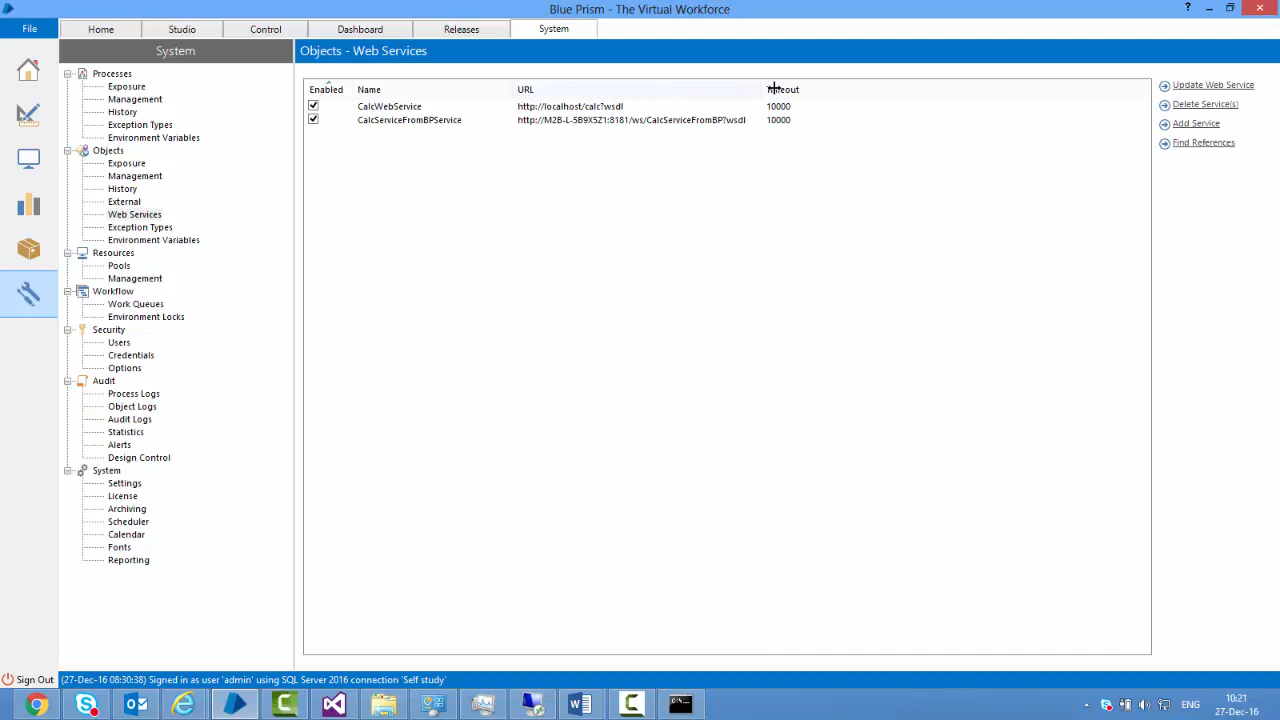 Blue Prism - The Virtual Workforce
?
File
Home
Studio
Control
Dashboard
Releases
System
System
Objects - Web Services
Processes
Exposure
Management
History
Exception Types
Environment Variables
Objects
Exposure
Management
History
External
Web Services
Exception Types
Environment Variables
Resources
Pools
Management
Workflow
Work Queues
Environment Locks
Security
Users
Credentials
Options
Audit
Process Logs
Object Logs
Audit Logs
Statistics
Alerts
Design Control
System
Settings
License
Archiving
Scheduler
Calendar
Fonts
Reporting
Enabled Name URL Timeout
CalcWebService http://localhost/calc?wsdl 10000
CalcServiceFromBPService http://M2B-L-5B9X5Z1:8181/ws/CalcServiceFromBP?wsdl 10000
Update Web Service
Delete Service(s)
Add Service
Find References
Sign Out
(27-Dec-16 08:30:38) Signed in as user 'admin' using SQL Server 2016 connection 'Self study'
ENG
10:21
27-Dec-16